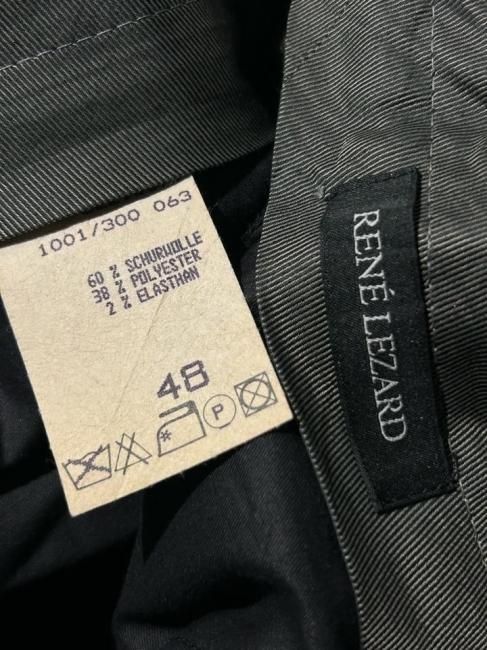 1001/300 063
60 % SCHURWOLLE
38 % POLYESTER
2 % ELASTHAN
48
P
RENÉ LEZARD